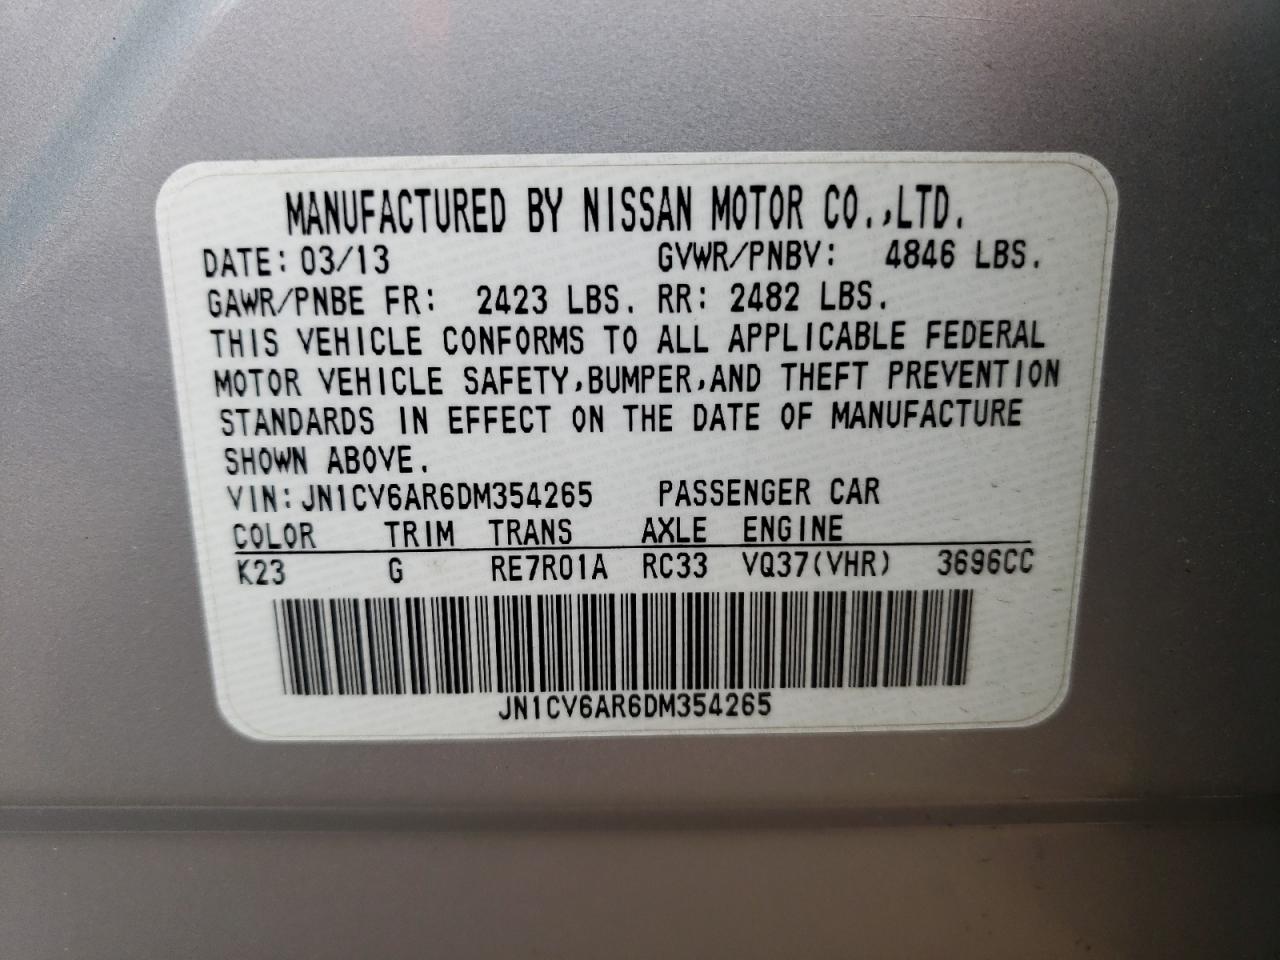 MANUFACTURED BY NISSAN MOTOR CO.,LTD.
DATE: 03/13 GVWR/PNBV: 4846 LBS.
GAWR/PNBE FR: 2423 LBS. RR: 2482 LBS.
THIS VEHICLE CONFORMS TO ALL APPLICABLE FEDERAL
MOTOR VEHICLE SAFETY,BUMPER,AND THEFT PREVENTION
STANDARDS IN EFFECT ON THE DATE OF MANUFACTURE
SHOWN ABOVE.
VIN:JN1CV6AR6DM354265 PASSENGER CAR
COLOR TRIM TRANS AXLE ENGINE
K23 G RE7R01A RC33 VQ37(VHR) 3696CC
JN1CV6AR6DM354265